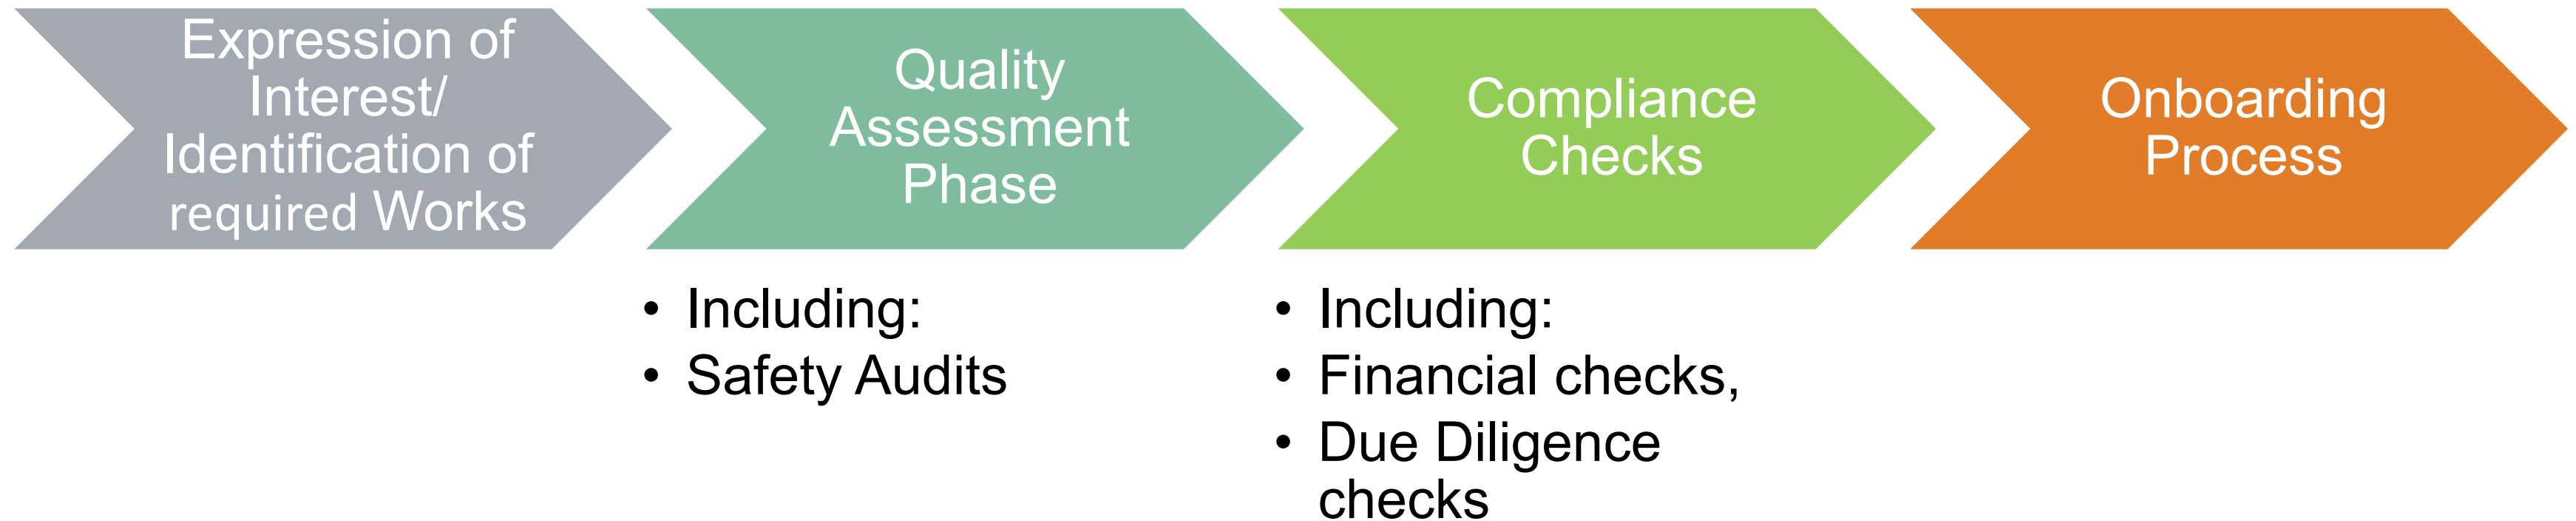 Expression of
Interest/
Identification of
required Works
Quality
Assessment
Phase
• Including:
• Safety Audits
Compliance
Checks
• Including:
• Financial checks,
• Due Diligence
checks
Onboarding
Process